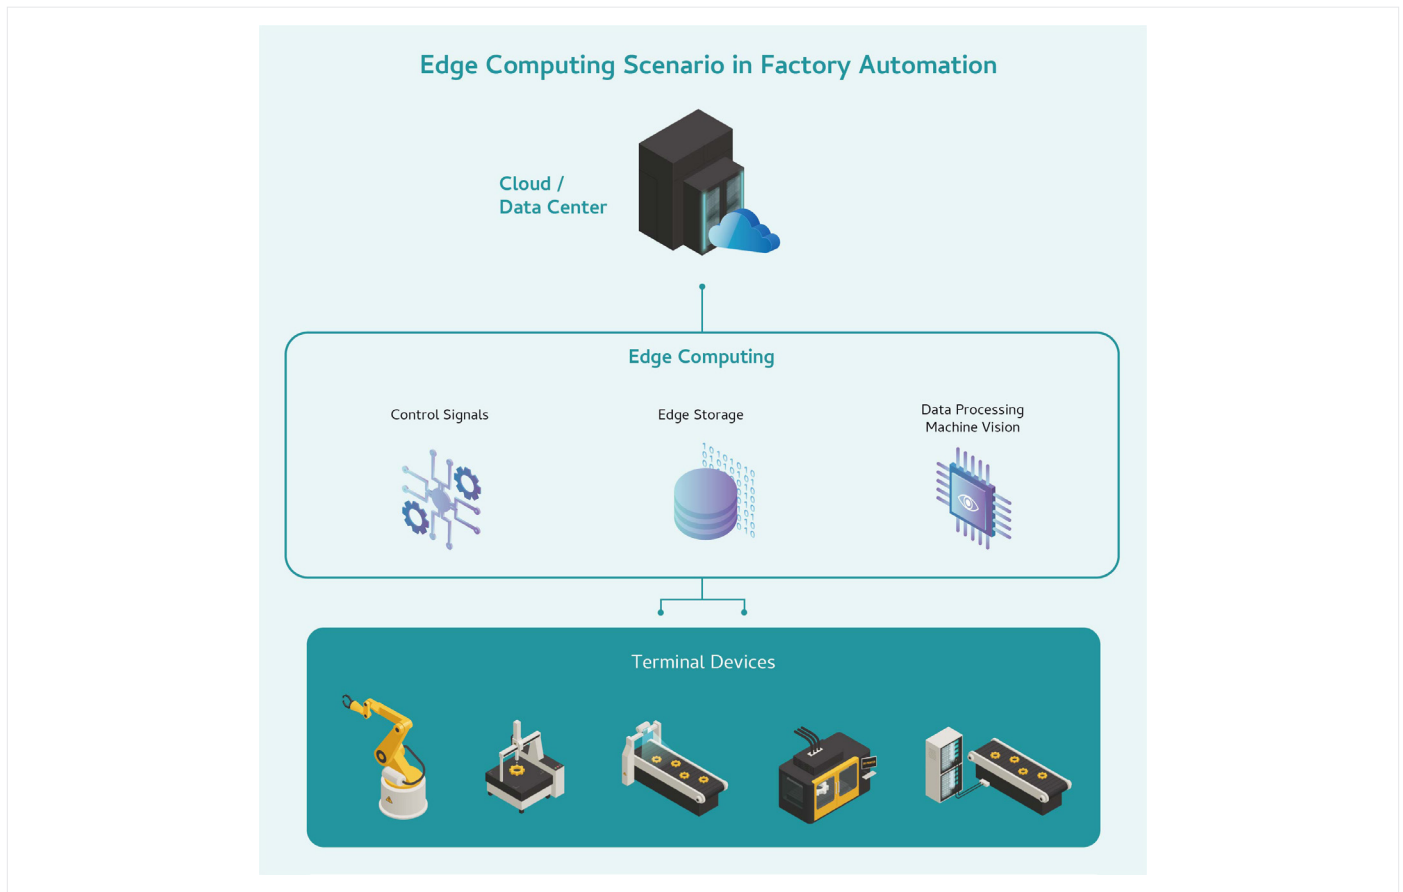 Edge Computing Scenario in Factory Automation
Cloud /
Data Center
Edge Computing
Control Signals
Edge Storage
Data Processing
Machine Vision
Terminal Devices